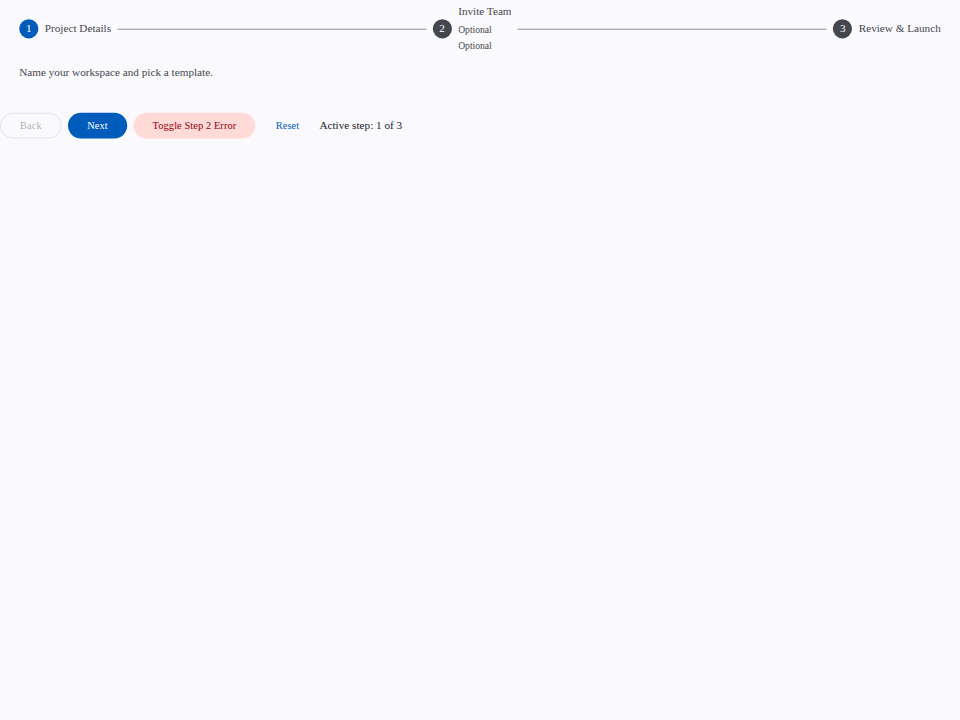 1 Project Details
2 Invite Team
Optional
Optional
3 Review & Launch
Name your workspace and pick a template.
Back Next Toggle Step 2 Error Reset Active step: 1 of 3